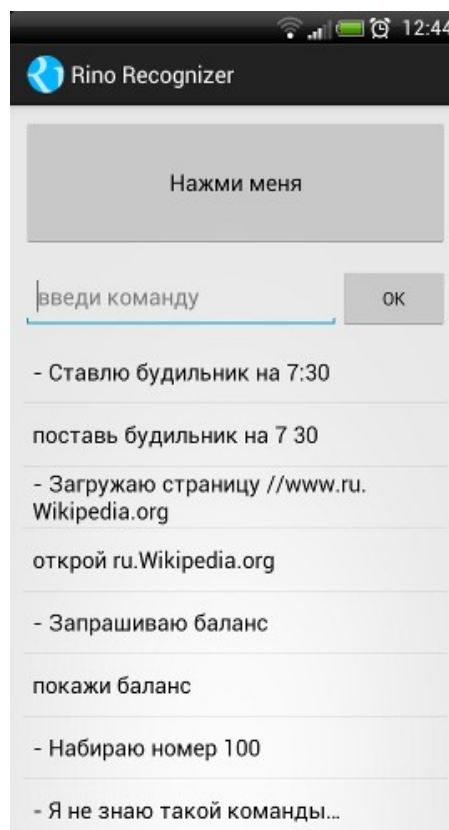 12:44
Rino Recognizer
Нажми меня
введи команду
ОК
- Ставлю будильник на 7:30
поставь будильник на 7 30
- Загружаю страницу //www.ru.
Wikipedia.org
открой ru.Wikipedia.org
- Запрашиваю баланс
покажи баланс
- Набираю номер 100
- Я не знаю такой команды...